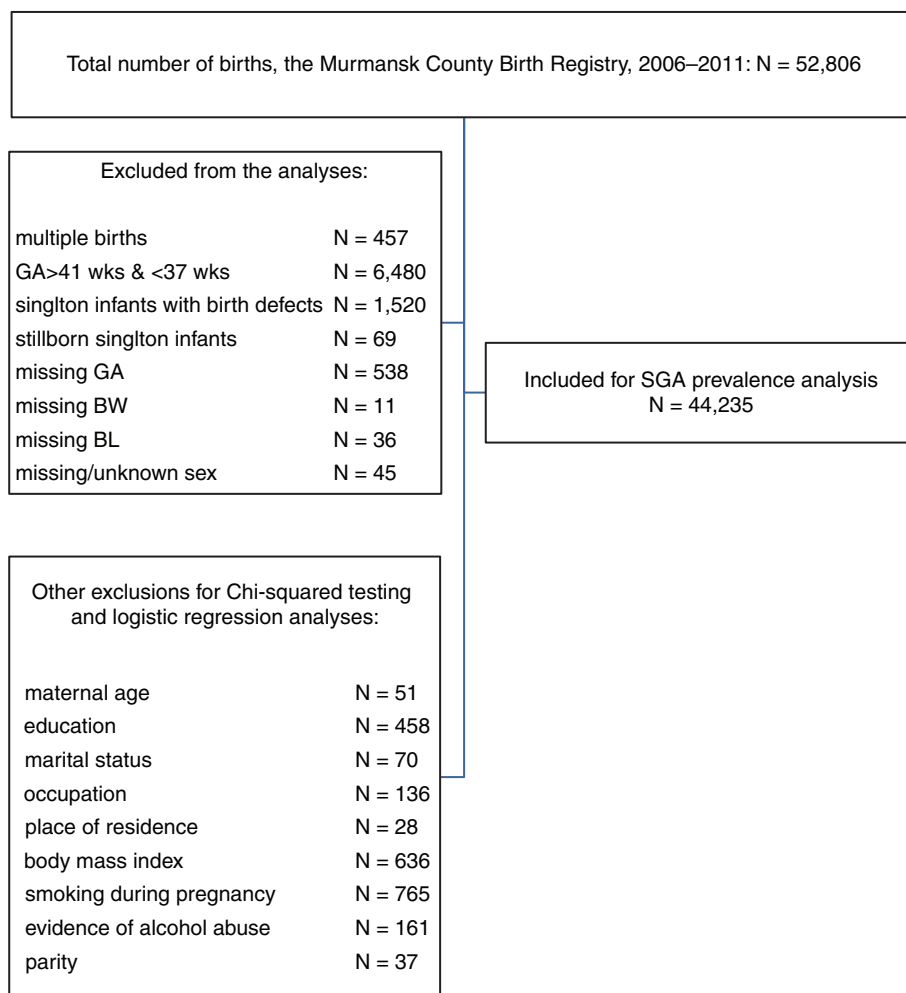 Total number of births, the Murmansk County Birth Registry, 2006–2011: N = 52,806
Excluded from the analyses:
multiple births N = 457
GA>41 wks & <37 wks N = 6,480
singlton infants with birth defects N = 1,520
stillborn singlton infants N = 69
missing GA N = 538
missing BW N = 11
missing BL N = 36
missing/unknown sex N = 45
Included for SGA prevalence analysis
N = 44,235
Other exclusions for Chi-squared testing
and logistic regression analyses:
maternal age N = 51
education N = 458
marital status N = 70
occupation N = 136
place of residence N = 28
body mass index N = 636
smoking during pregnancy N = 765
evidence of alcohol abuse N = 161
parity N = 37